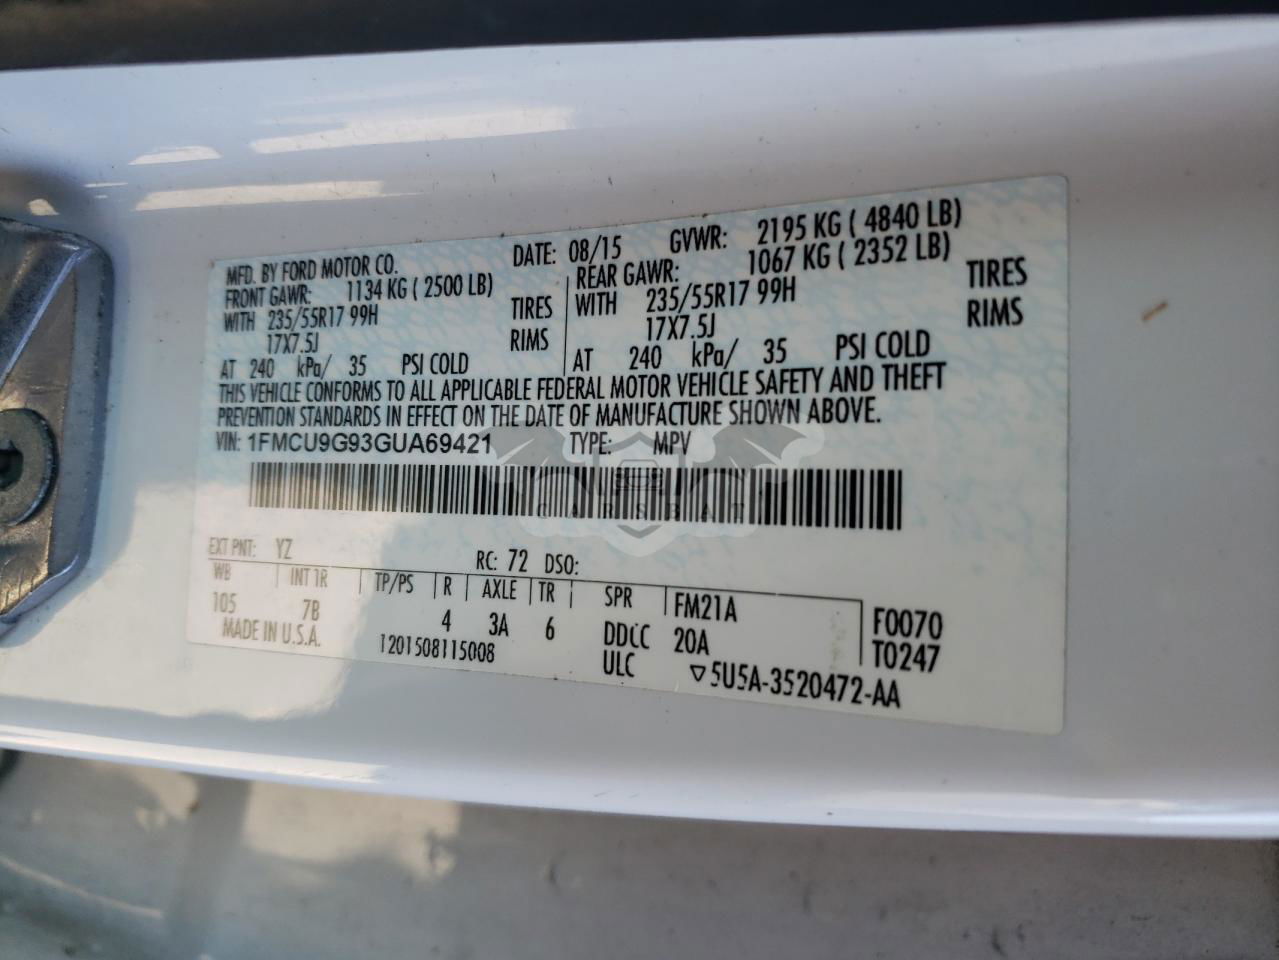 MFD. BY FORD MOTOR CO. DATE: 08/15 GVWR: 2195 KG ( 4840 LB)
FRONT GAWR: 1134 KG ( 2500 LB) REAR GAWR: 1067 KG ( 2352 LB)
WITH 235/55R17 99H TIRES WITH 235/55R17 99H TIRES
17X7.5J RIMS 17X7.5J RIMS
AT 240 kPa/ 35 PSI COLD AT 240 kPa/ 35 PSI COLD
THIS VEHICLE CONFORMS TO ALL APPLICABLE FEDERAL MOTOR VEHICLE SAFETY AND THEFT
PREVENTION STANDARDS IN EFFECT ON THE DATE OF MANUFACTURE SHOWN ABOVE.
VIN: 1FMCU9G93GUA69421 TYPE: MPV
CARSBAT
EXT PNT: YZ RC: 72 DSO:
WB INT TR TP/PS R AXLE TR SPR FM21A F0070
105 7B 4 3A 6 DDCC 20A T0247
MADE IN U.S.A. 1201508115008 ULC ▽5U5A-3520472-AA